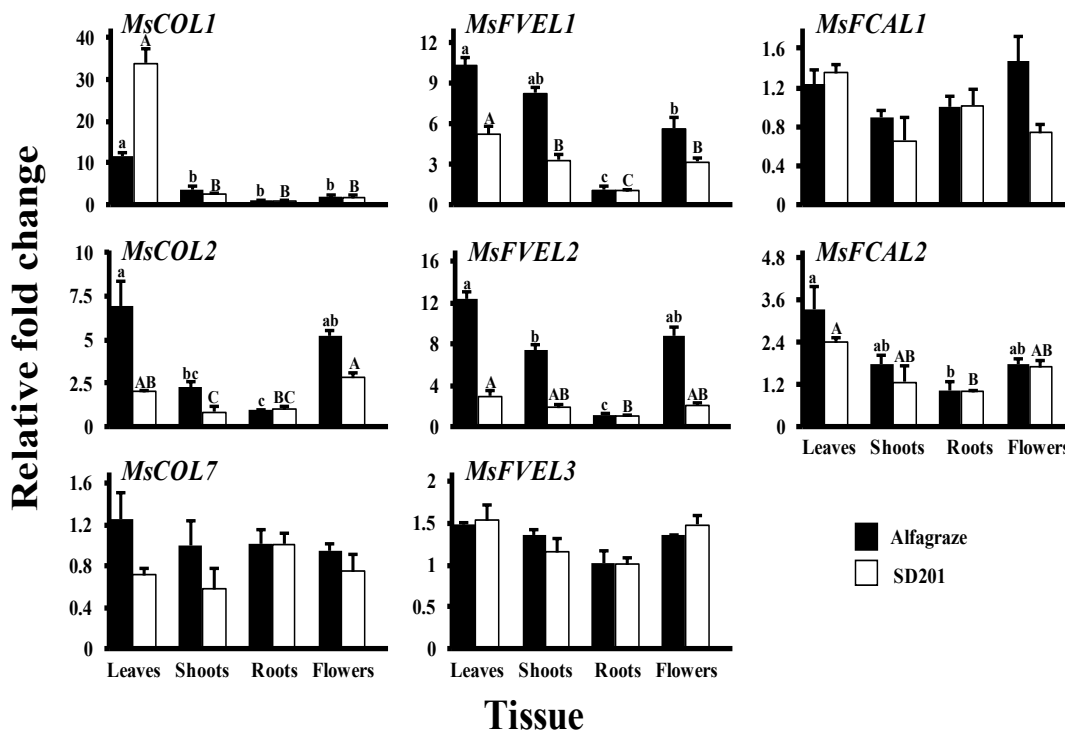 Relative fold change
MsCOL1
40
30
20
10
0
a
A
b
B
b
B
b
B
MsFVEL1
12
9
6
3
0
a
A
ab
B
c
C
b
B
MsFCAL1
1.6
1.2
0.8
0.4
0
MsCOL2
10
7.5
5
2.5
0
a
AB
bc
C
c
BC
ab
A
MsFVEL2
16
12
8
4
0
a
A
b
AB
c
B
ab
AB
MsFCAL2
4.8
3.6
2.4
1.2
0
a
A
ab
AB
b
B
ab
AB
Leaves Shoots Roots Flowers
MsCOL7
1.6
1.2
0.8
0.4
0
Leaves Shoots Roots Flowers
MsFVEL3
2
1.5
1
0.5
0
Leaves Shoots Roots Flowers
Alfagraze
SD201
Tissue